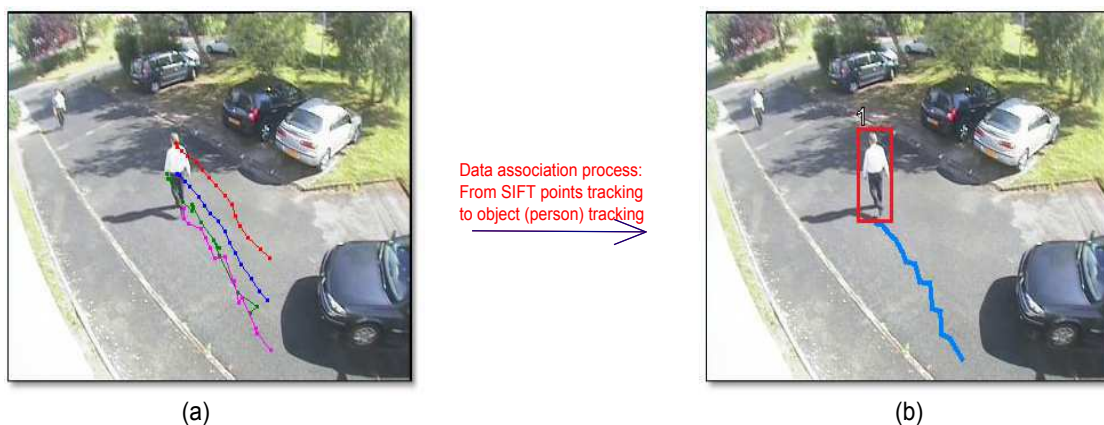 1
Data association process:
From SIFT points tracking
to object (person) tracking
(a)
(b)